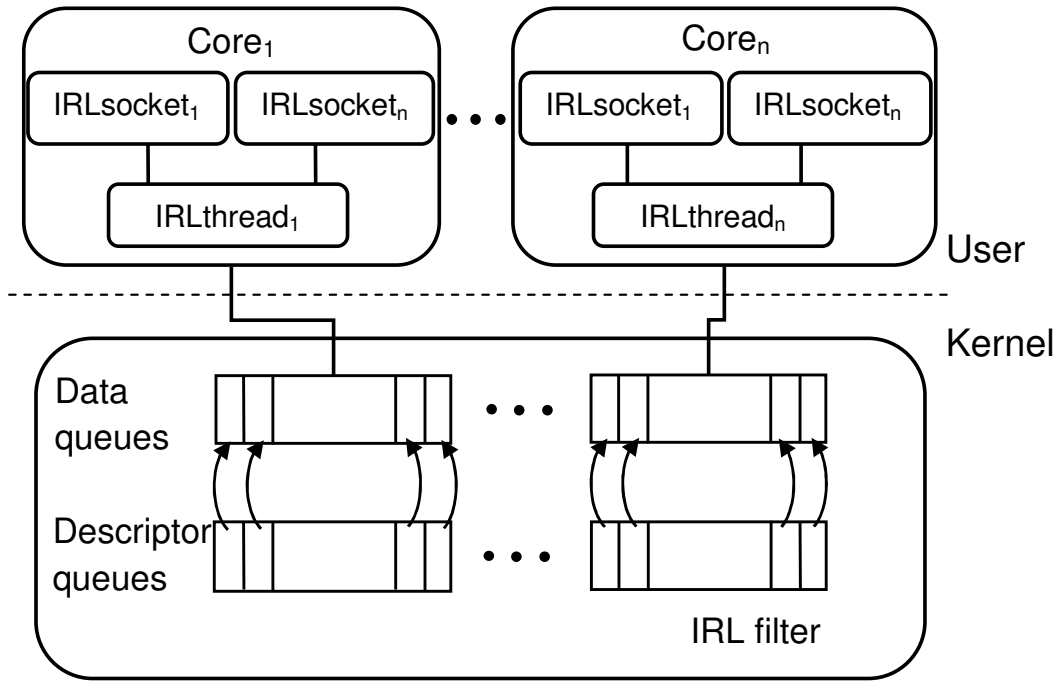 Core₁
Coreₙ
IRLsocket₁
IRLsocketₙ
IRLsocket₁
IRLsocketₙ
IRLthread₁
IRLthreadₙ
User
Kernel
Data
queues
Descriptor
queues
IRL filter